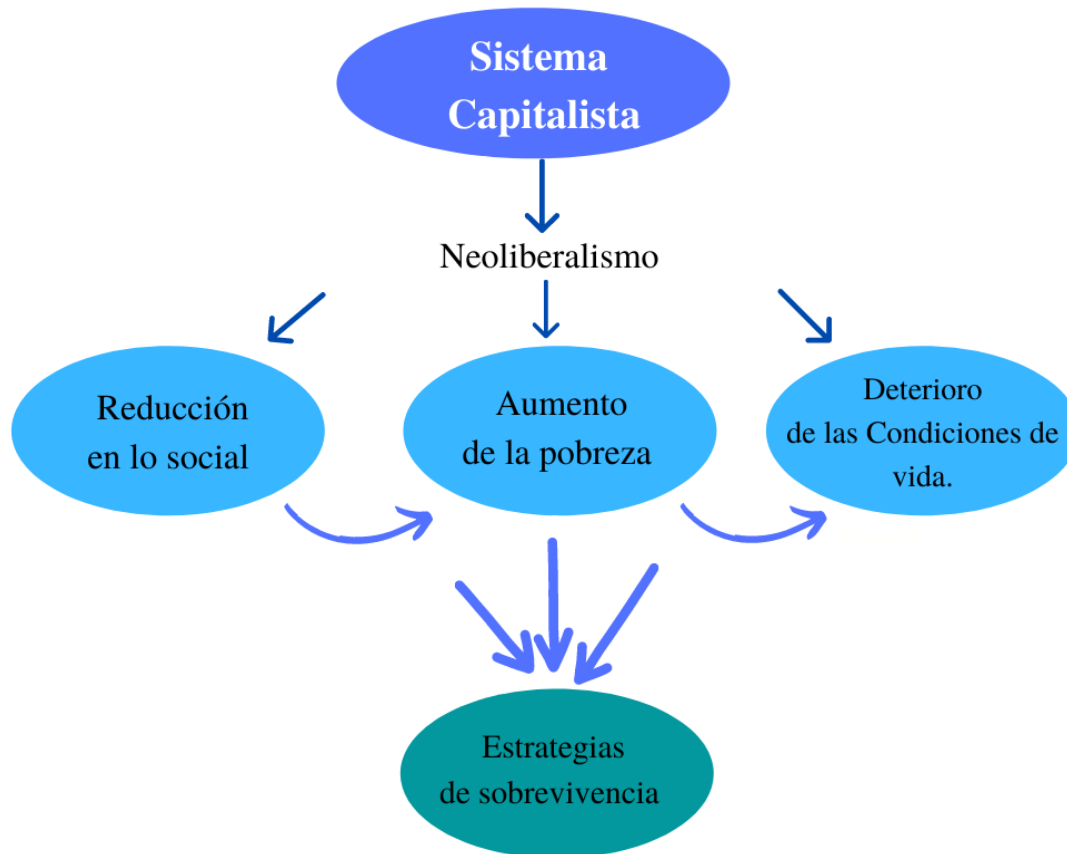 Sistema
Capitalista
Neoliberalismo
Reducción
en lo social
Aumento
de la pobreza
Deterioro
de las Condiciones de
vida.
Estrategias
de sobrevivencia